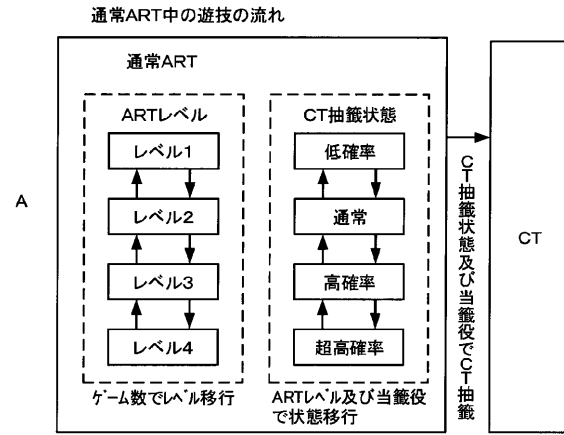 通常ART中の遊技の流れ
A
通常ART
ARTレベル
レベル1
レベル2
レベル3
レベル4
ゲーム数でレベル移行
CT抽籤状態
低確率
通常
高確率
超高確率
ARTレベル及び当籤役
で状態移行
CT抽籤状態及び当籤役でCT抽籤
CT